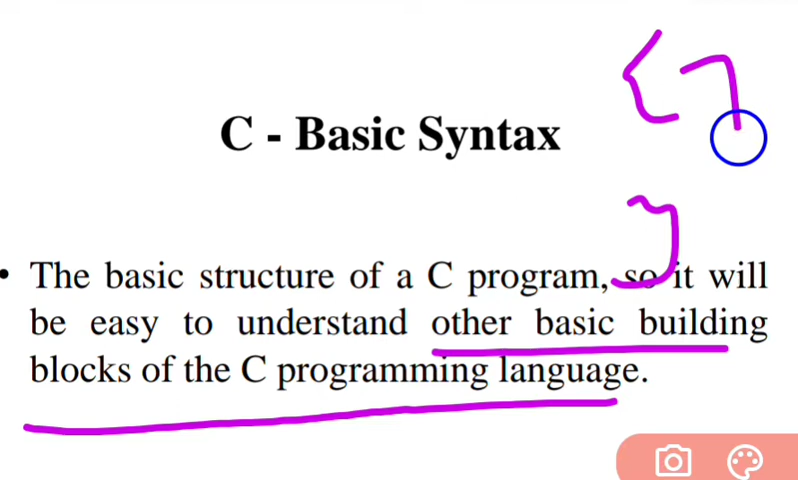 C - Basic Syntax
• The basic structure of a C program, so it will
be easy to understand other basic building
blocks of the C programming language.